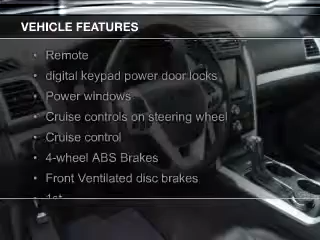 VEHICLE FEATURES
• Remote
• digital keypad power door locks
• Power windows
• Cruise controls on steering wheel
• Cruise control
• 4-wheel ABS Brakes
• Front Ventilated disc brakes
• 1st